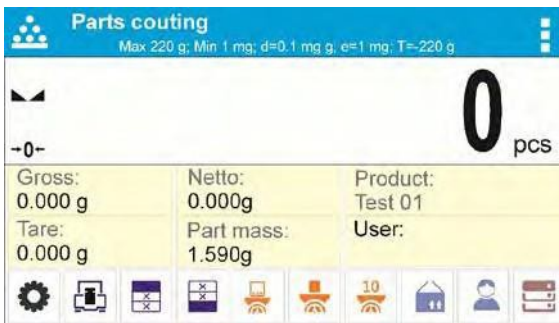 Parts couting
Max 220 g; Min 1 mg; d=0.1 mg g, e=1 mg; T=-220 g
0 pcs
→0←
Gross:
0.000 g
Netto:
0.000g
Product:
Test 01
Tare:
0.000 g
Part mass:
1.590g
User:
10